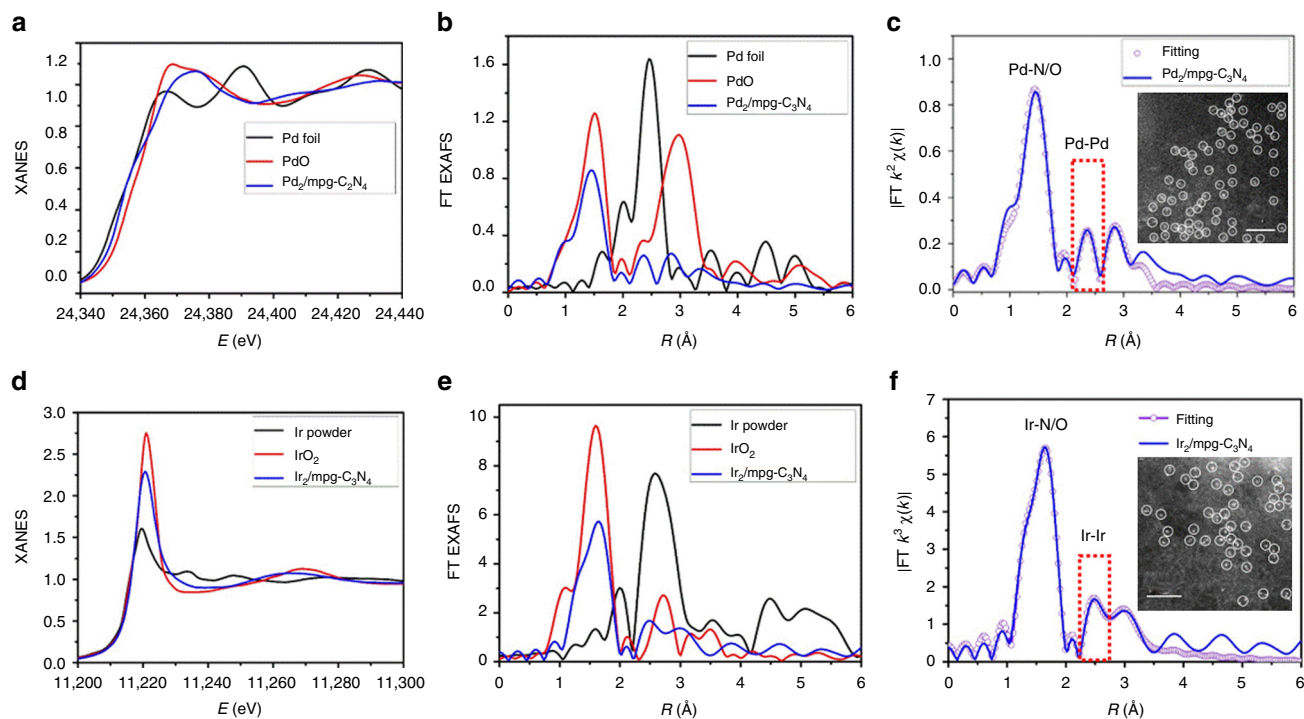 a
XANES
1.2
1.0
1.2
0.6
0.4
1.2
0.0
24,340 24,360 24,380 24,400 24,420 24,440
E (eV)
Pd foil
PdO
Pd₂/mpg-C₂N₄
b
FT EXAFS
1.6
1.2
0.8
0.4
0.0
0 1 2 3 4 5 6
R (Å)
Pd foil
PdO
Pd₂/mpg-C₃N₄
c
|FT k² χ(k)|
1.0
0.8
0.6
0.4
0.2
0.0
0 1 2 3 4 5 6
R (Å)
Pd-N/O
Pd-Pd
Fitting
Pd₂/mpg-C₃N₄
d
XANES
3.0
2.5
2.0
1.5
1.0
0.5
0.0
11,200 11,220 11,240 11,260 11,280 11,300
E (eV)
Ir powder
IrO₂
Ir₂/mpg-C₃N₄
e
FT EXAFS
10
8
6
4
2
0
0 1 2 3 4 5 6
R (Å)
Ir powder
IrO₂
Ir₂/mpg-C₃N₄
f
|FT k³ χ(k)|
7
6
5
4
3
2
1
0
0 1 2 3 4 5 6
R (Å)
Ir-N/O
Ir-Ir
Fitting
Ir₂/mpg-C₃N₄